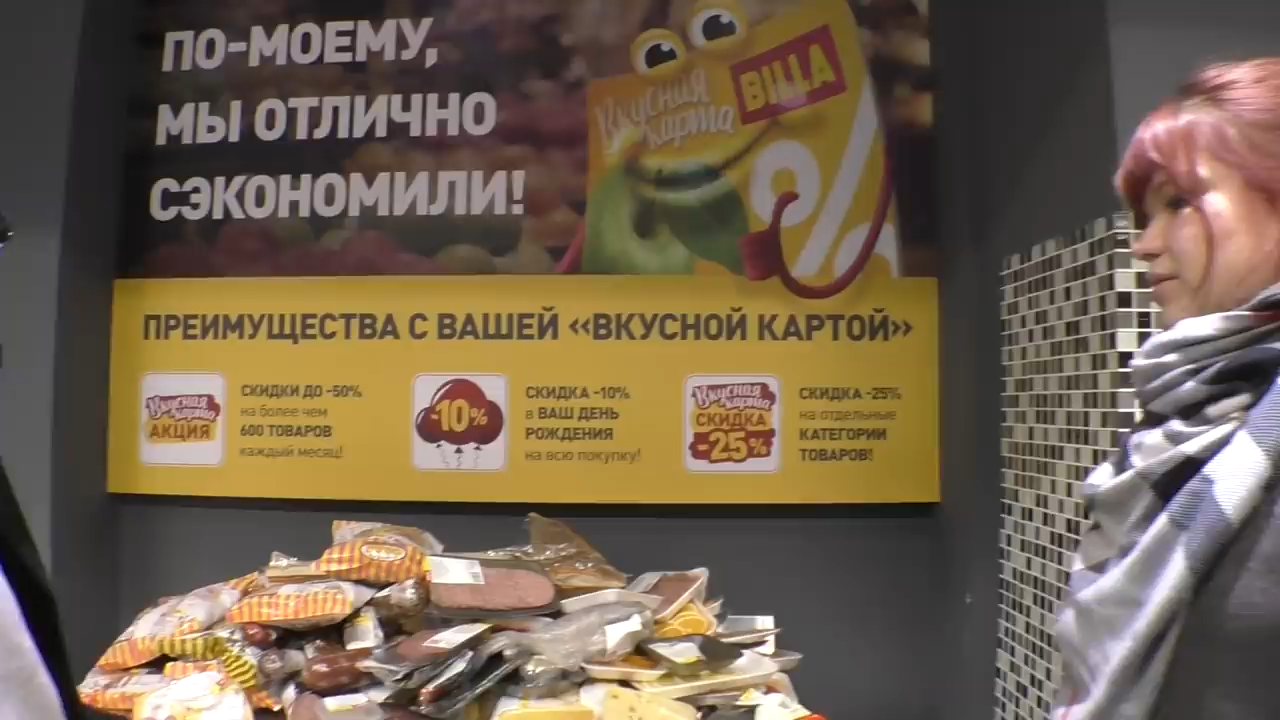 ПО-МОЕМУ,
МЫ ОТЛИЧНО
СЭКОНОМИЛИ!
Вкусная
карта
BILLA
%
ПРЕИМУЩЕСТВА С ВАШЕЙ «ВКУСНОЙ КАРТОЙ»
Вкусная
карта
АКЦИЯ
СКИДКИ ДО -50%
на более чем
600 ТОВАРОВ
каждый месяц!
-10%
СКИДКА -10%
в ВАШ ДЕНЬ
РОЖДЕНИЯ
на всю покупку!
Вкусная
карта
СКИДКА
-25%
СКИДКА -25%
на отдельные
КАТЕГОРИИ
ТОВАРОВ!